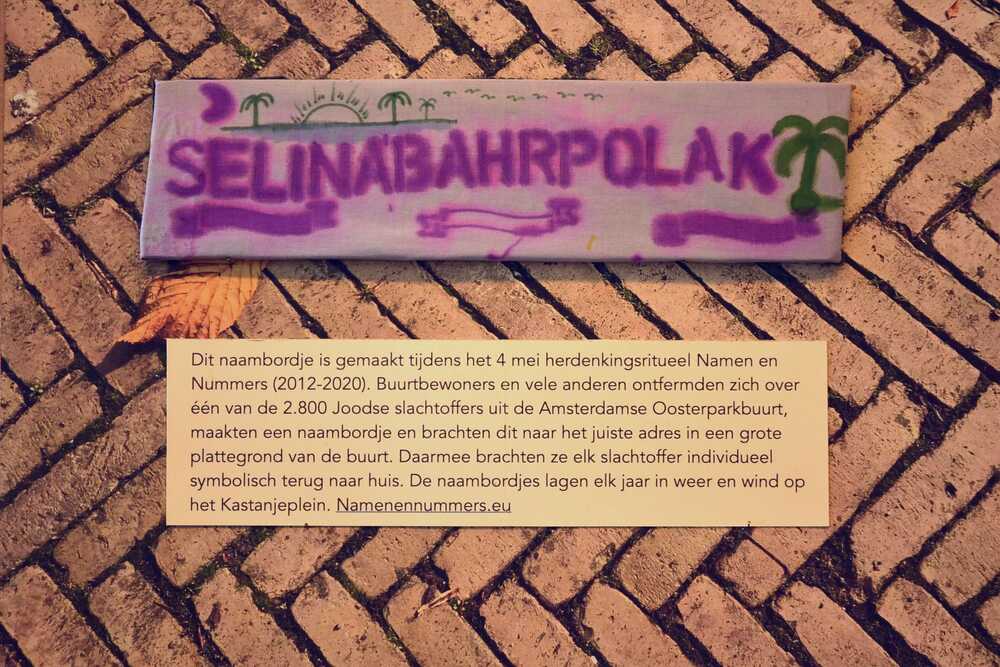 SELINA BAHRPOLAK
Dit naambordje is gemaakt tijdens het 4 mei herdenkingsritueel Namen en
Nummers (2012-2020). Buurtbewoners en vele anderen ontfermden zich over
één van de 2.800 Joodse slachtoffers uit de Amsterdamse Oosterparkbuurt,
maakten een naambordje en brachten dit naar het juiste adres in een grote
plattegrond van de buurt. Daarmee brachten ze elk slachtoffer individueel
symbolisch terug naar huis. De naambordjes lagen elk jaar in weer en wind op
het Kastanjeplein. Namenennummers.eu